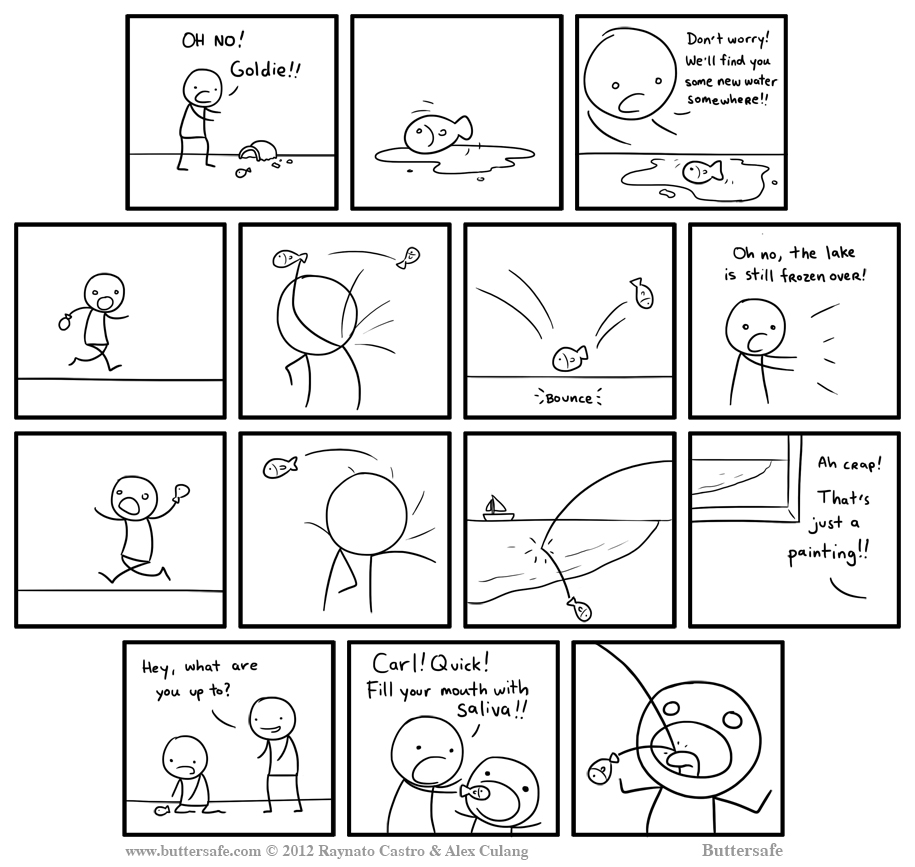 OH NO!
Goldie!!
Don't worry!
We'll find you
some new water
somewhere!!
Bounce
Oh no, the lake
is still frozen over!
Ah crap!
That's
just a
painting!!
Hey, what are
you up to?
Carl! Quick!
Fill your mouth with
saliva!!
www.buttersafe.com © 2012 Raynato Castro & Alex Culang
Buttersafe